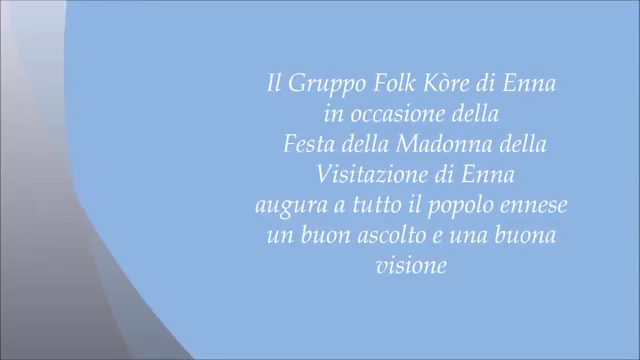 Il Gruppo Folk Kòre di Enna
in occasione della
Festa della Madonna della
Visitazione di Enna
augura a tutto il popolo ennese
un buon ascolto e una buona
visione